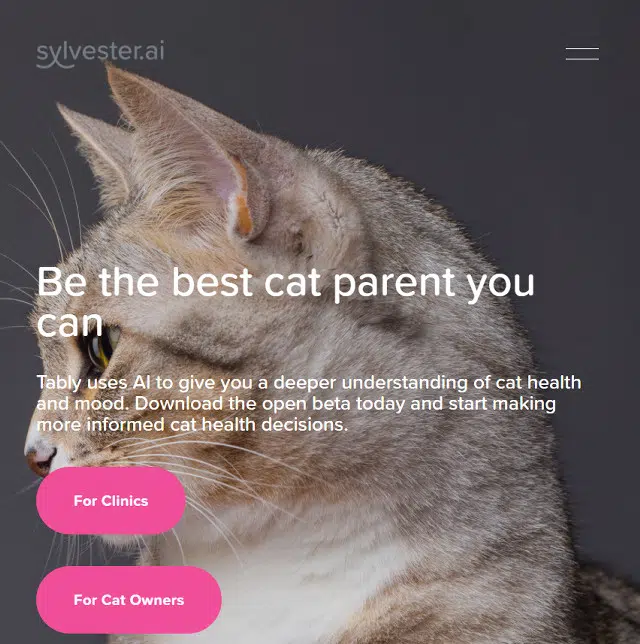 sylvester.ai
Be the best cat parent you
can
Tably uses AI to give you a deeper understanding of cat health
and mood. Download the open beta today and start making
more informed cat health decisions.
For Clinics
For Cat Owners